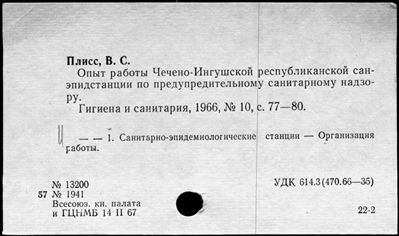 Плисс, В. С.
Опыт работы Чечено-Ингушской республиканской сан-
эпидстанции по предупредительному санитарному надзо-
ру.
Гигиена и санитария, 1966, № 10, с. 77—80.
— — 1. Санитарно-эпидемиологические станции — Организация
работы.
№ 13200
57 № 1941
Всесоюз. кн. палата
и ГЦНМБ 14 II 67
УДК 614.3(470.66—35)
22-2